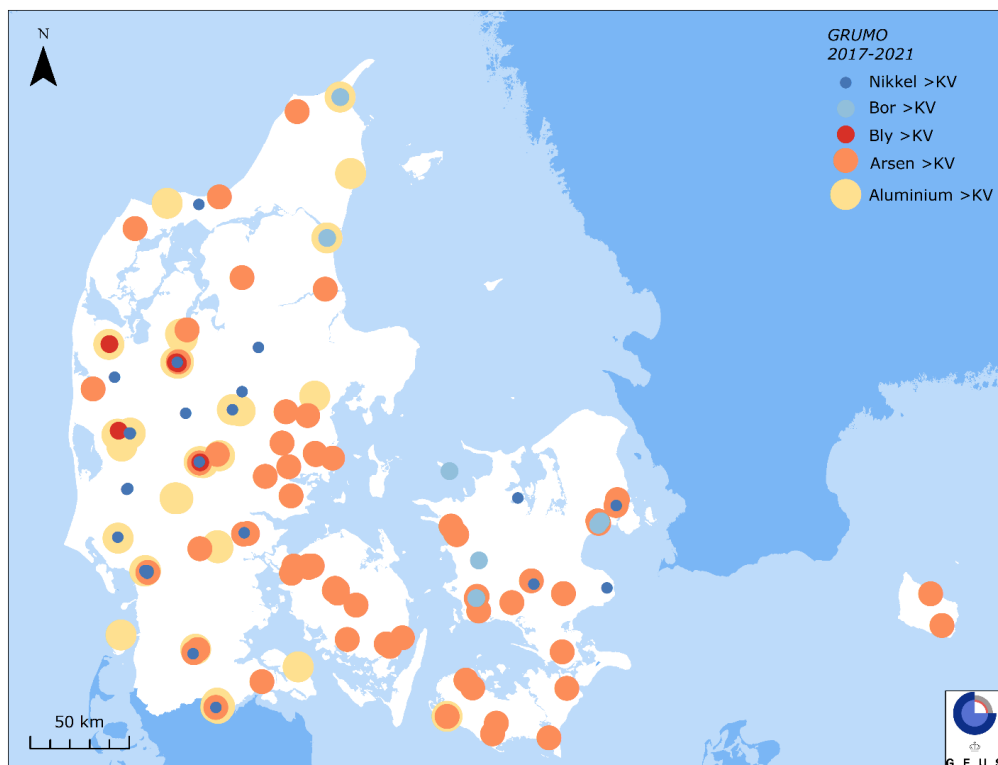 N
GRUMO
2017-2021
Nikkel >KV
Bor >KV
Bly >KV
Arsen >KV
Aluminium >KV
50 km
G E U S